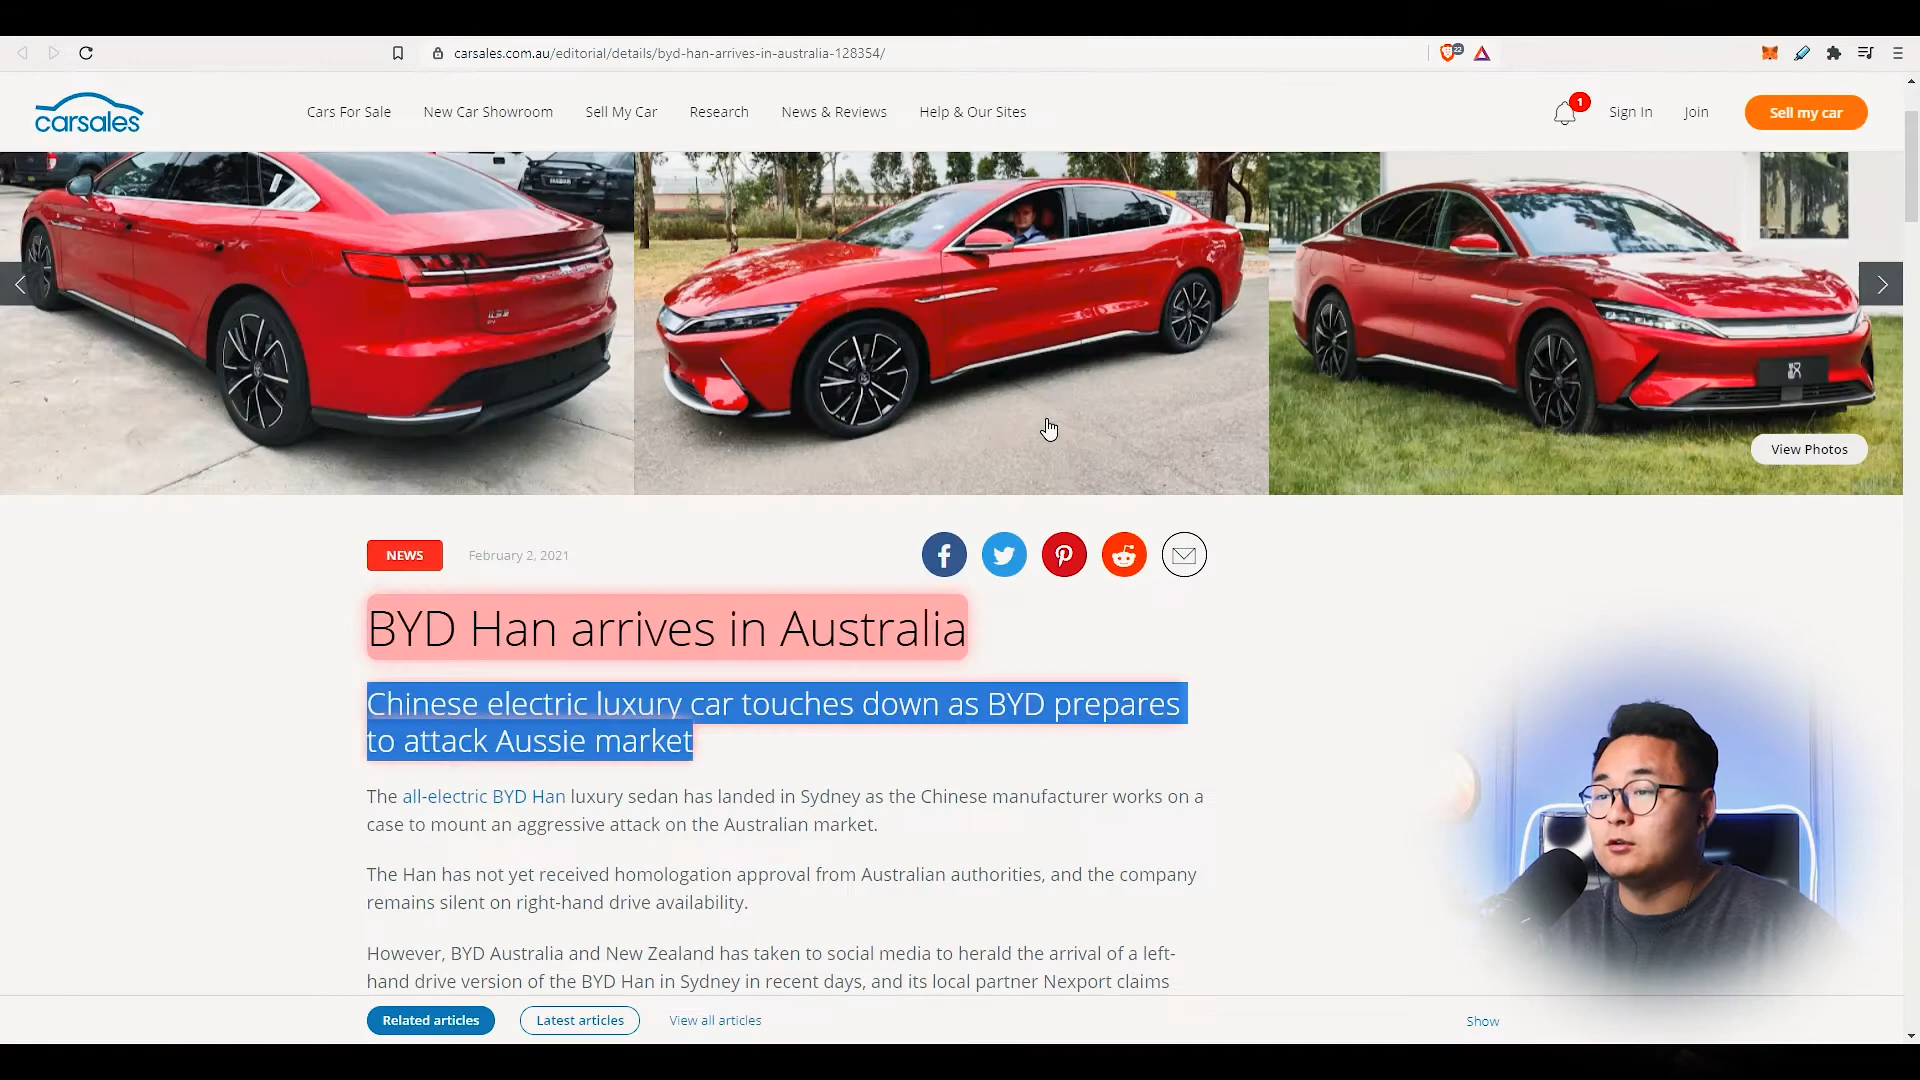 carsales.com.au/editorial/details/byd-han-arrives-in-australia-128354/
22
carsales
Cars For Sale
New Car Showroom
Sell My Car
Research
News & Reviews
Help & Our Sites
1
Sign In
Join
Sell my car
View Photos
NEWS
February 2, 2021
BYD Han arrives in Australia
Chinese electric luxury car touches down as BYD prepares
to attack Aussie market
The all-electric BYD Han luxury sedan has landed in Sydney as the Chinese manufacturer works on a
case to mount an aggressive attack on the Australian market.
The Han has not yet received homologation approval from Australian authorities, and the company
remains silent on right-hand drive availability.
However, BYD Australia and New Zealand has taken to social media to herald the arrival of a left-
hand drive version of the BYD Han in Sydney in recent days, and its local partner Nexport claims
Related articles
Latest articles
View all articles
Show